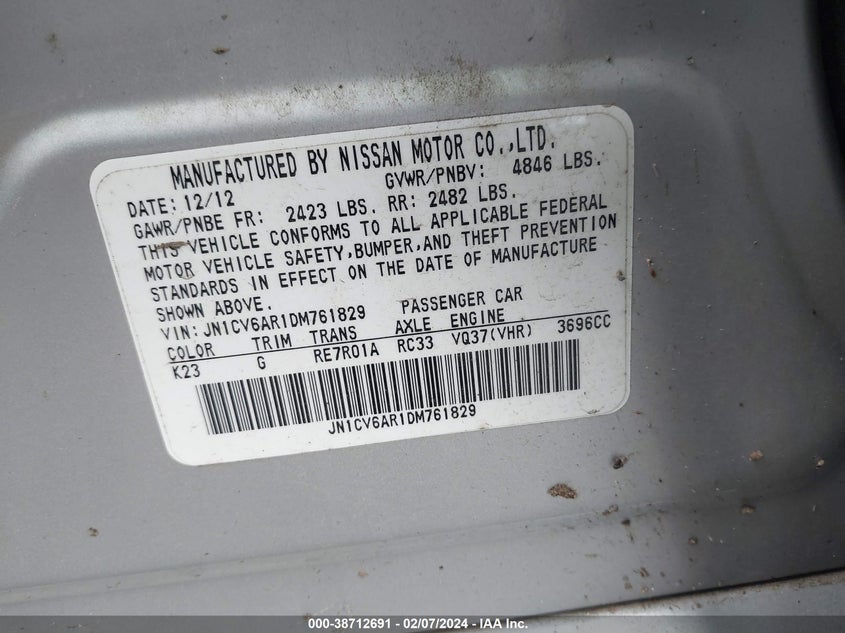 MANUFACTURED BY NISSAN MOTOR CO.,LTD.
DATE: 12/12 GVWR/PNBV: 4846 LBS.
GAWR/PNBE FR: 2423 LBS. RR: 2482 LBS.
THIS VEHICLE CONFORMS TO ALL APPLICABLE FEDERAL
MOTOR VEHICLE SAFETY,BUMPER,AND THEFT PREVENTION
STANDARDS IN EFFECT ON THE DATE OF MANUFACTURE
SHOWN ABOVE.
VIN: JN1CV6AR1DM761829 PASSENGER CAR
COLOR TRIM TRANS AXLE ENGINE
K23 G RE7R01A RC33 VQ37(VHR) 3696CC
JN1CV6AR1DM761829
000-38712691 - 02/07/2024 - IAA Inc.